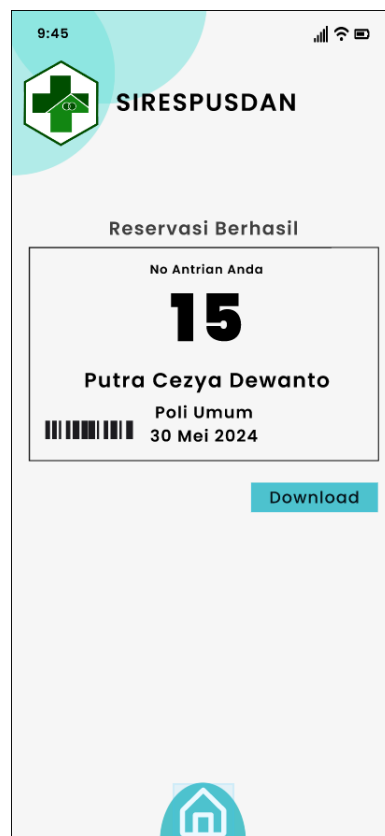 9:45
SIRESPUSDAN
Reservasi Berhasil
No Antrian Anda
15
Putra Cezya Dewanto
Poli Umum
30 Mei 2024
Download